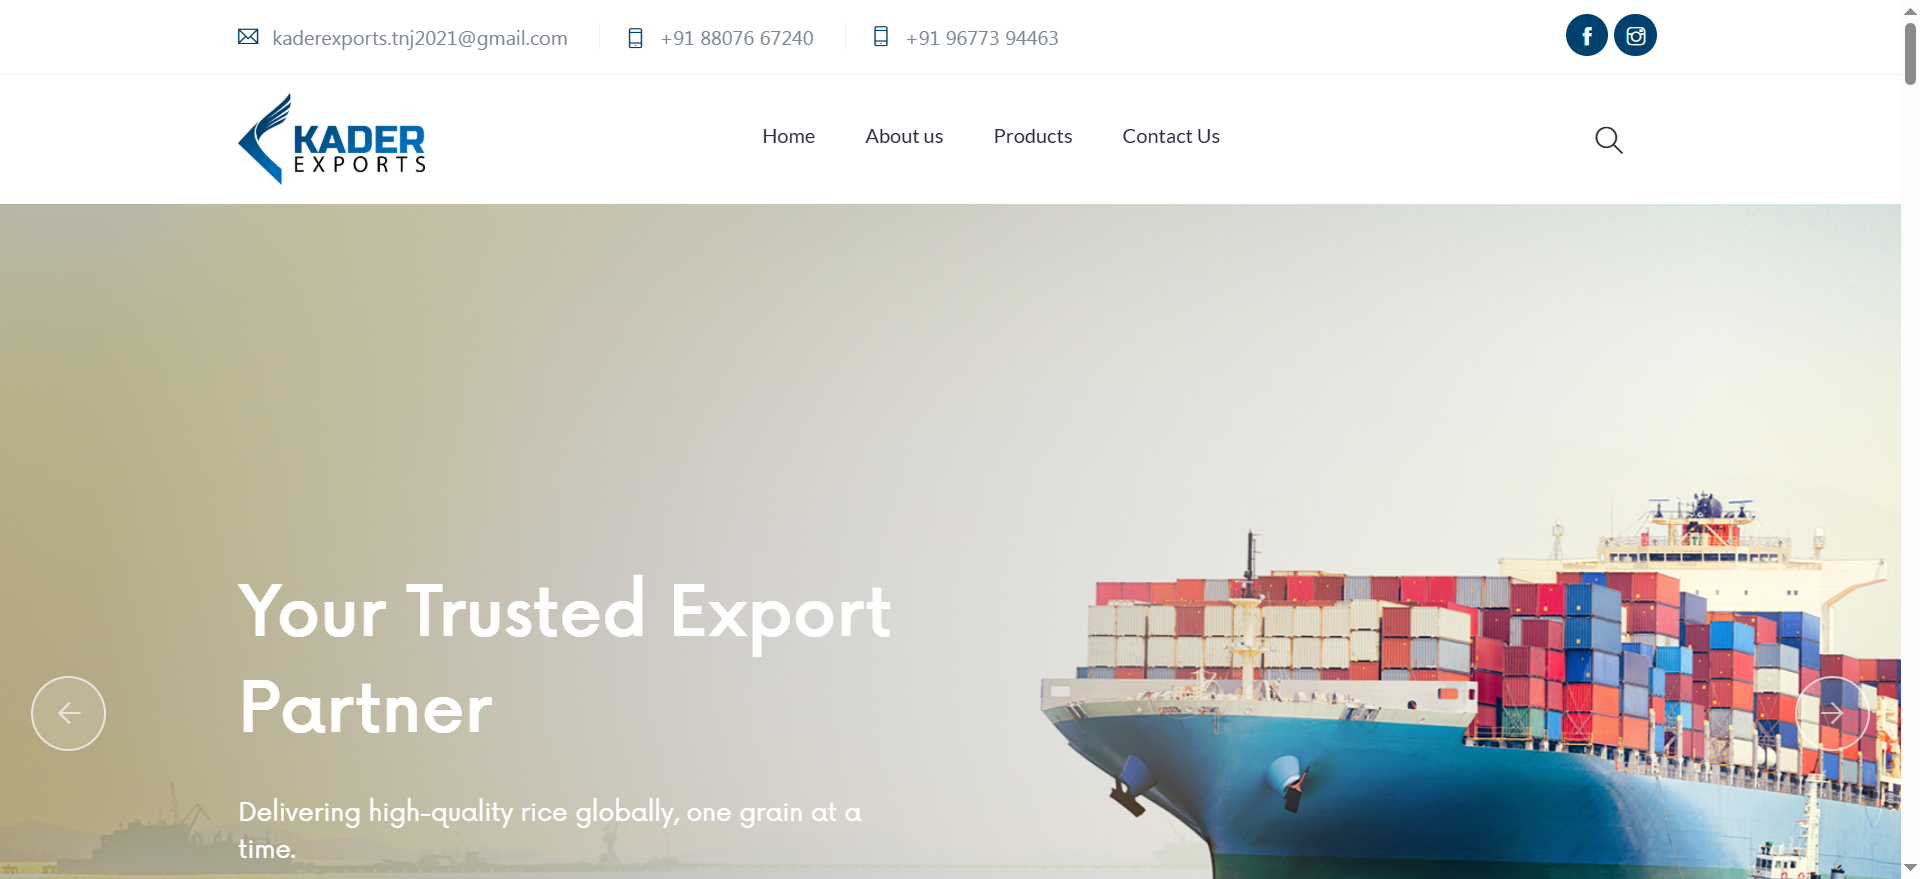 kaderexports.tnj2021@gmail.com
+91 88076 67240
+91 96773 94463
KADER
EXPORTS
Home
About us
Products
Contact Us
Your Trusted Export
Partner
Delivering high-quality rice globally, one grain at a
time.